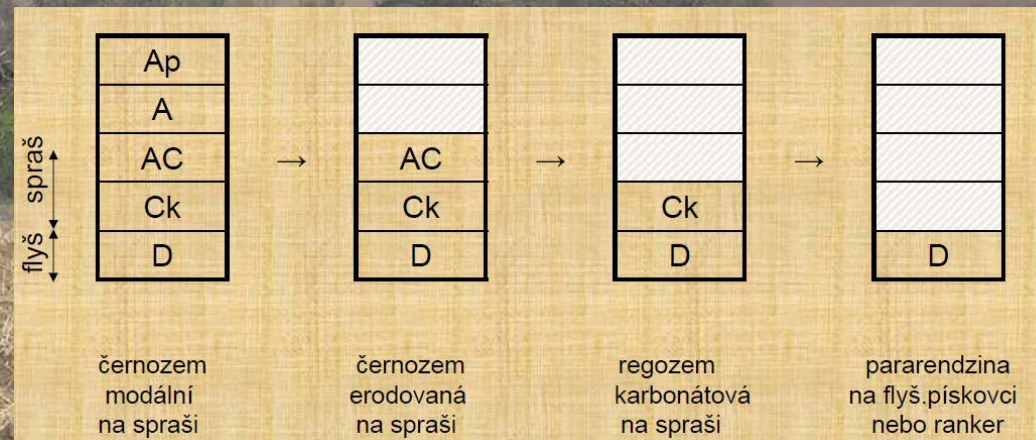 Ap
A
AC
Ck
D
spraš
flyš
→
AC
Ck
D
→
Ck
D
→
D
černozem
modální
na spraši
černozem
erodovaná
na spraši
regozem
karbonátová
na spraši
pararendzina
na flyš.pískovci
nebo ranker